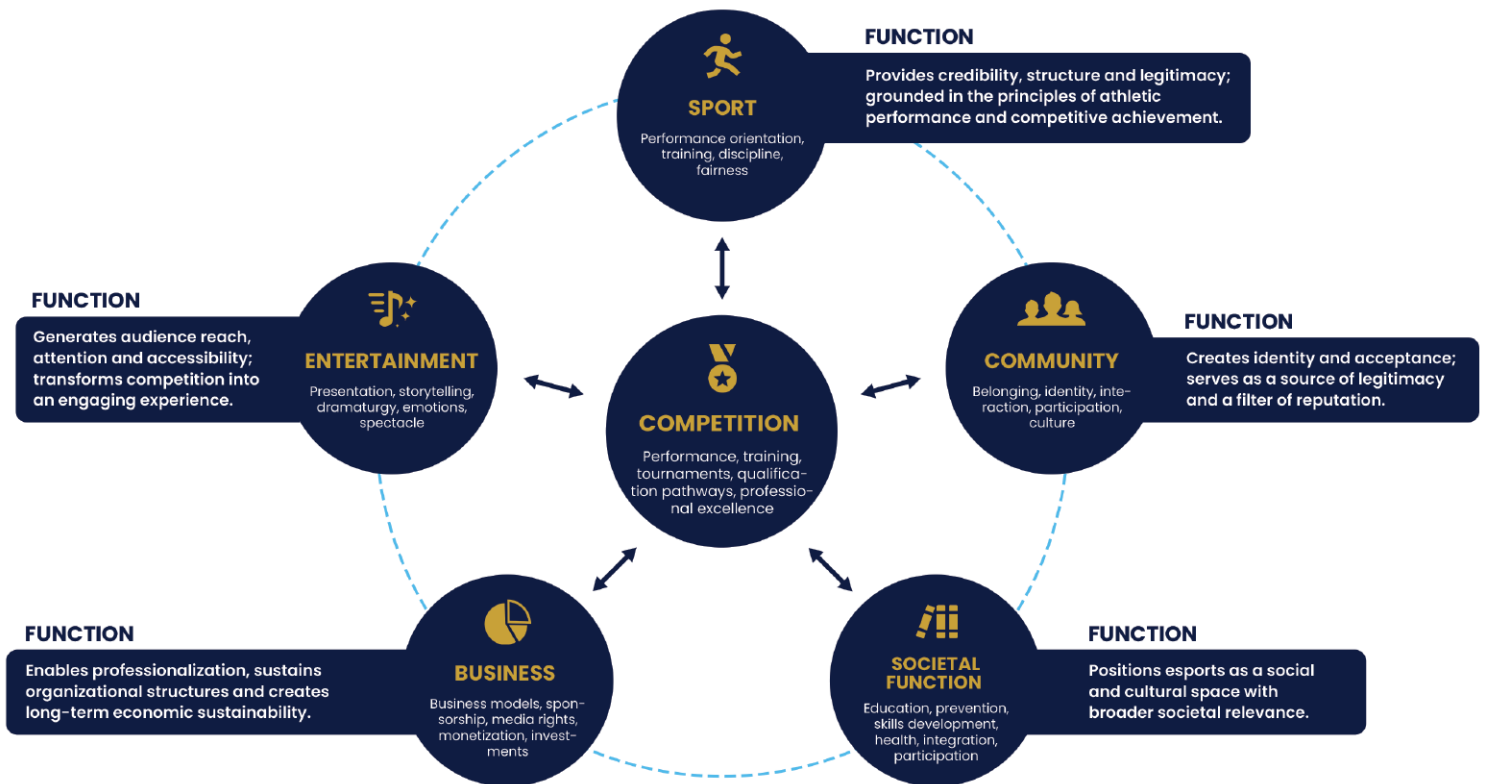 FUNCTION
Provides credibility, structure and legitimacy;
grounded in the principles of athletic
performance and competitive achievement.
SPORT
Performance orientation,
training, discipline,
fairness
FUNCTION
Generates audience reach,
attention and accessibility;
transforms competition into
an engaging experience.
ENTERTAINMENT
Presentation, storytelling,
dramaturgy, emotions,
spectacle
COMPETITION
Performance, training,
tournaments, qualifica-
tion pathways, professio-
nal excellence
COMMUNITY
Belonging, identity, inte-
raction, participation,
culture
FUNCTION
Creates identity and acceptance;
serves as a source of legitimacy
and a filter of reputation.
FUNCTION
Enables professionalization, sustains
organizational structures and creates
long-term economic sustainability.
BUSINESS
Business models, spon-
sorship, media rights,
monetization, invest-
ments
SOCIETAL
FUNCTION
Education, prevention,
skills development,
health, integration,
participation
FUNCTION
Positions esports as a social
and cultural space with
broader societal relevance.